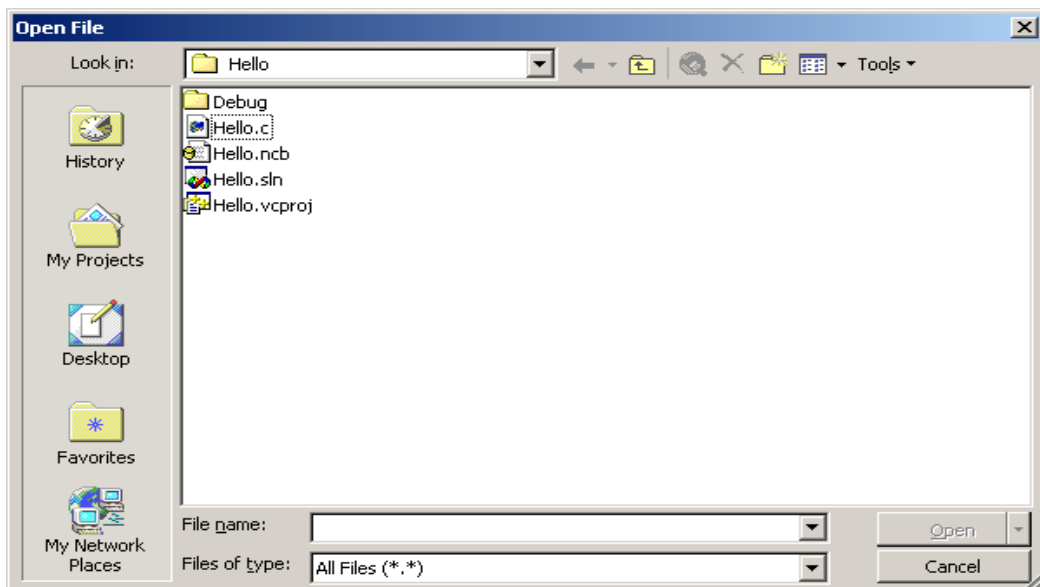 Open File
Look in:
Hello
Tools
History
My Projects
Desktop
Favorites
My Network
Places
Debug
Hello.c
Hello.ncb
Hello.sln
Hello.vcproj
File name:
Open
Files of type:
All Files (*.*)
Cancel